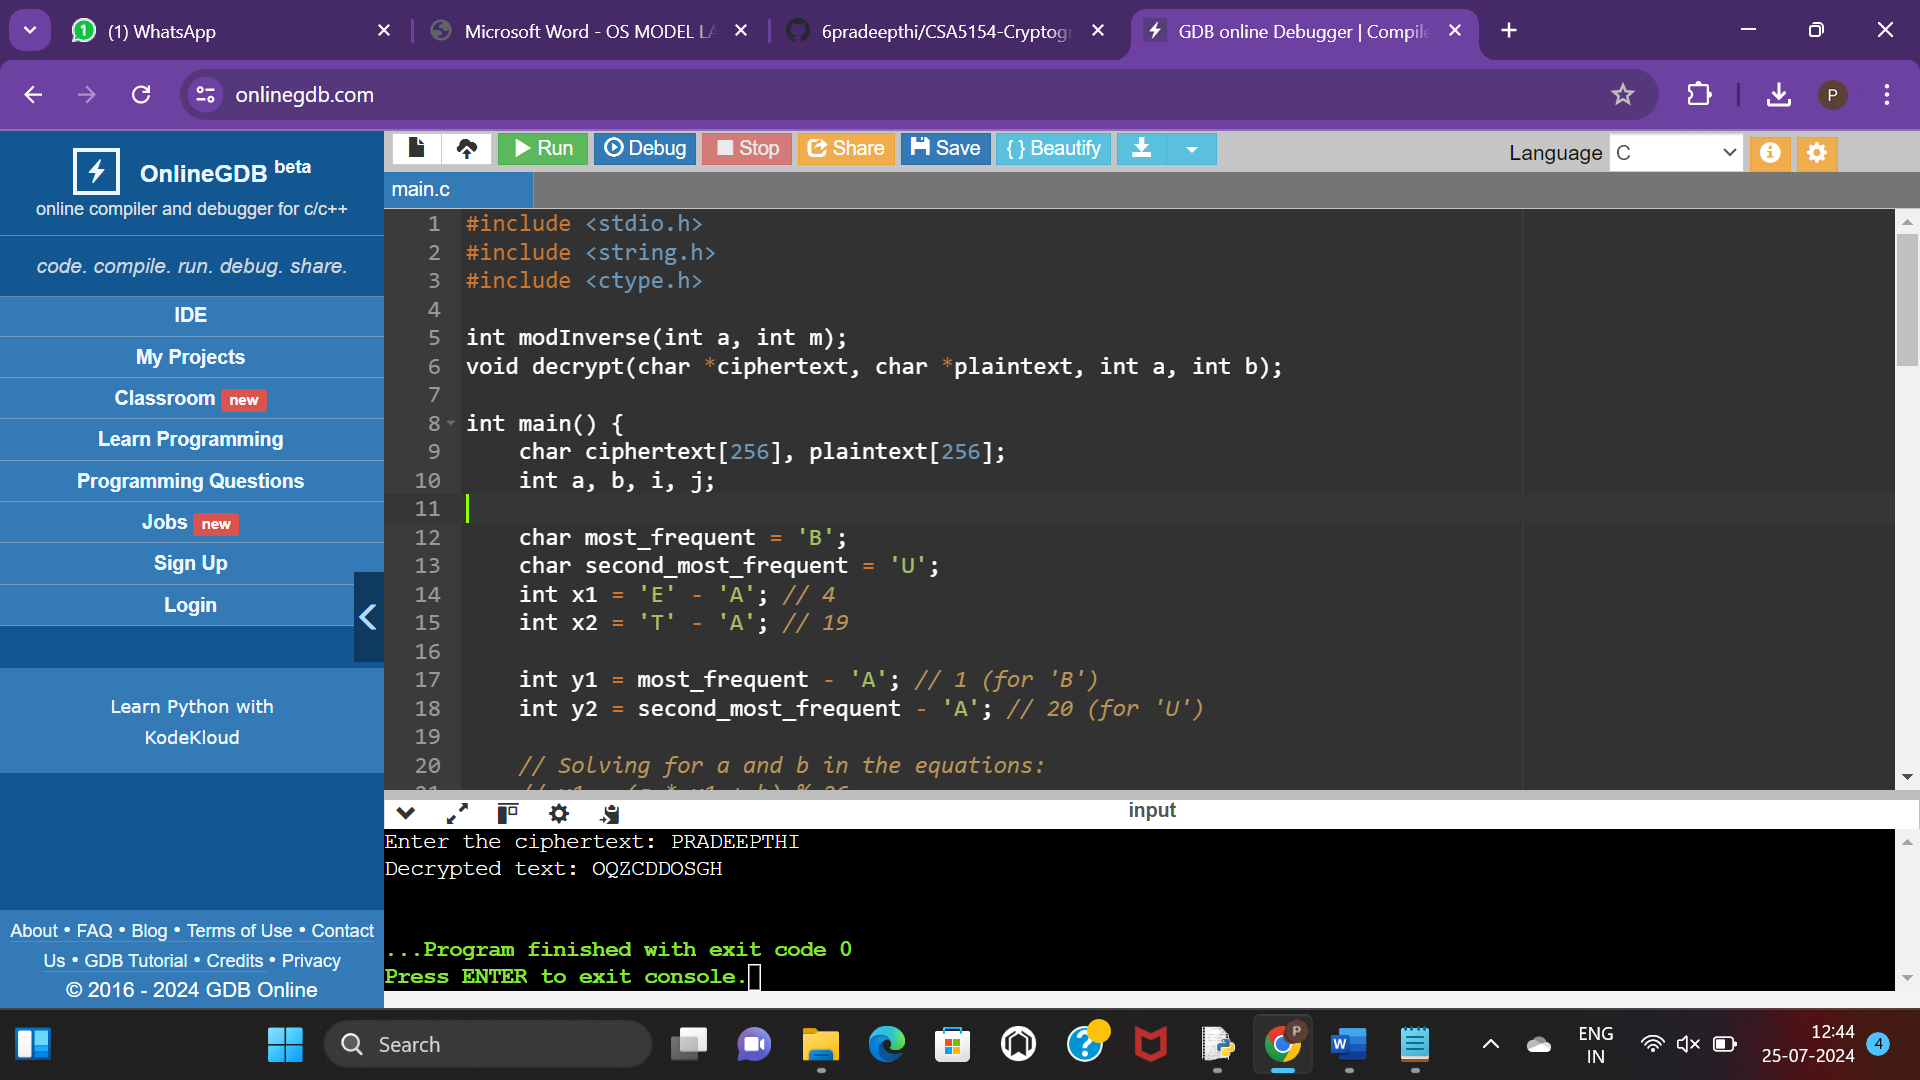 (1) WhatsApp
Microsoft Word - OS MODEL LA
6pradeepthi/CSA5154-Cryptogr
GDB online Debugger | Compile
onlinegdb.com
P
OnlineGDB beta
online compiler and debugger for c/c++
code. compile. run. debug. share.
IDE
My Projects
Classroom new
Learn Programming
Programming Questions
Jobs new
Sign Up
Login
Learn Python with
KodeKloud
About • FAQ • Blog • Terms of Use • Contact
Us • GDB Tutorial • Credits • Privacy
© 2016 - 2024 GDB Online
Run Debug Stop Share Save { } Beautify
Language C
main.c
1 #include <stdio.h>
2 #include <string.h>
3 #include <ctype.h>
4
5 int modInverse(int a, int m);
6 void decrypt(char *ciphertext, char *plaintext, int a, int b);
7
8 int main() {
9 char ciphertext[256], plaintext[256];
10 int a, b, i, j;
11
12 char most_frequent = 'B';
13 char second_most_frequent = 'U';
14 int x1 = 'E' - 'A'; // 4
15 int x2 = 'T' - 'A'; // 19
16
17 int y1 = most_frequent - 'A'; // 1 (for 'B')
18 int y2 = second_most_frequent - 'A'; // 20 (for 'U')
19
20 // Solving for a and b in the equations:
input
Enter the ciphertext: PRADEEPTHI
Decrypted text: OQZCDDOSGH
...Program finished with exit code 0
Press ENTER to exit console.
Search
P
W
ENG
IN
12:44
25-07-2024
4